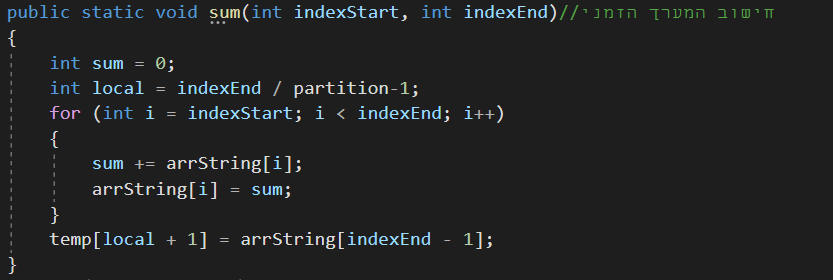 public static void sum(int indexStart, int indexEnd)//חישוב המערך הזמני
{
    int sum = 0;
    int local = indexEnd / partition-1;
    for (int i = indexStart; i < indexEnd; i++)
    {
        sum += arrString[i];
        arrString[i] = sum;
    }
    temp[local + 1] = arrString[indexEnd - 1];
}